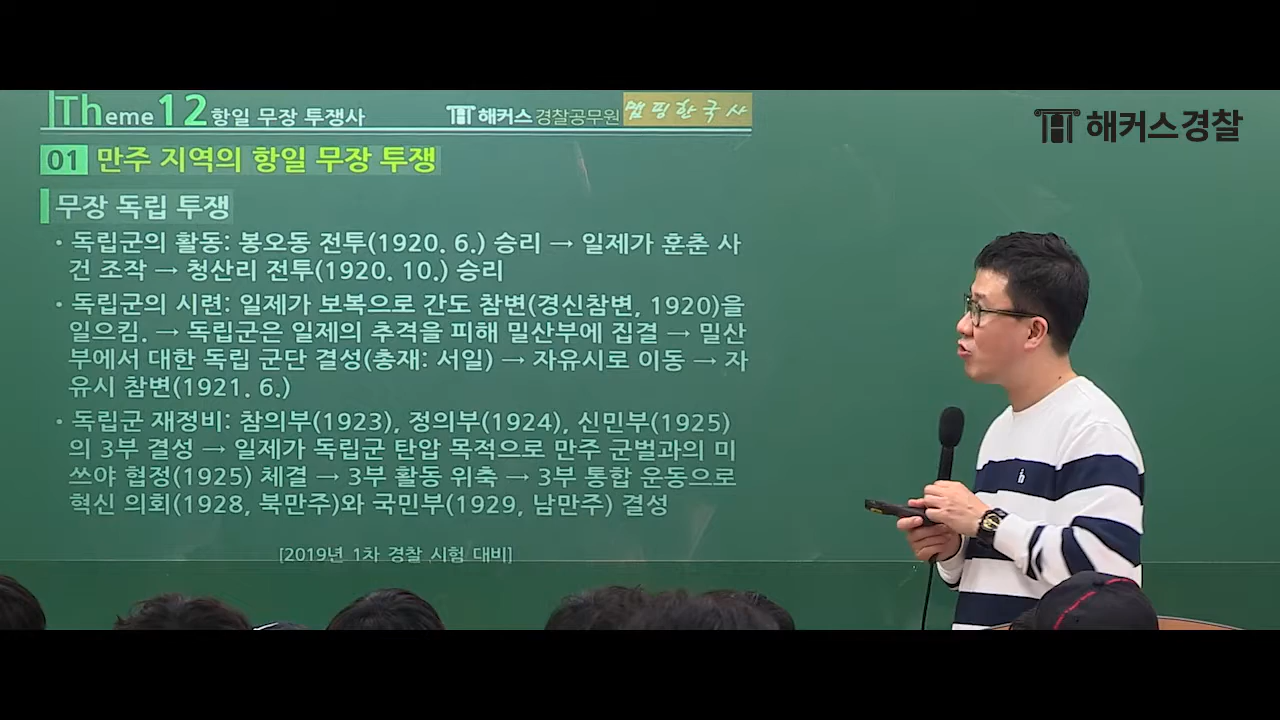 Theme 12 항일 무장 투쟁사 해커스 경찰공무원 맵핑한국사
해커스경찰
01 만주 지역의 항일 무장 투쟁
무장 독립 투쟁
• 독립군의 활동: 봉오동 전투(1920. 6.) 승리 → 일제가 훈춘 사
건 조작 → 청산리 전투(1920. 10.) 승리
• 독립군의 시련: 일제가 보복으로 간도 참변(경신참변, 1920)을
일으킴. → 독립군은 일제의 추격을 피해 밀산부에 집결 → 밀산
부에서 대한 독립 군단 결성(총재: 서일) → 자유시로 이동 → 자
유시 참변(1921. 6.)
• 독립군 재정비: 참의부(1923), 정의부(1924), 신민부(1925)
의 3부 결성 → 일제가 독립군 탄압 목적으로 만주 군벌과의 미
쓰야 협정(1925) 체결 → 3부 활동 위축 → 3부 통합 운동으로
혁신 의회(1928, 북만주)와 국민부(1929, 남만주) 결성
[2019년 1차 경찰 시험 대비]